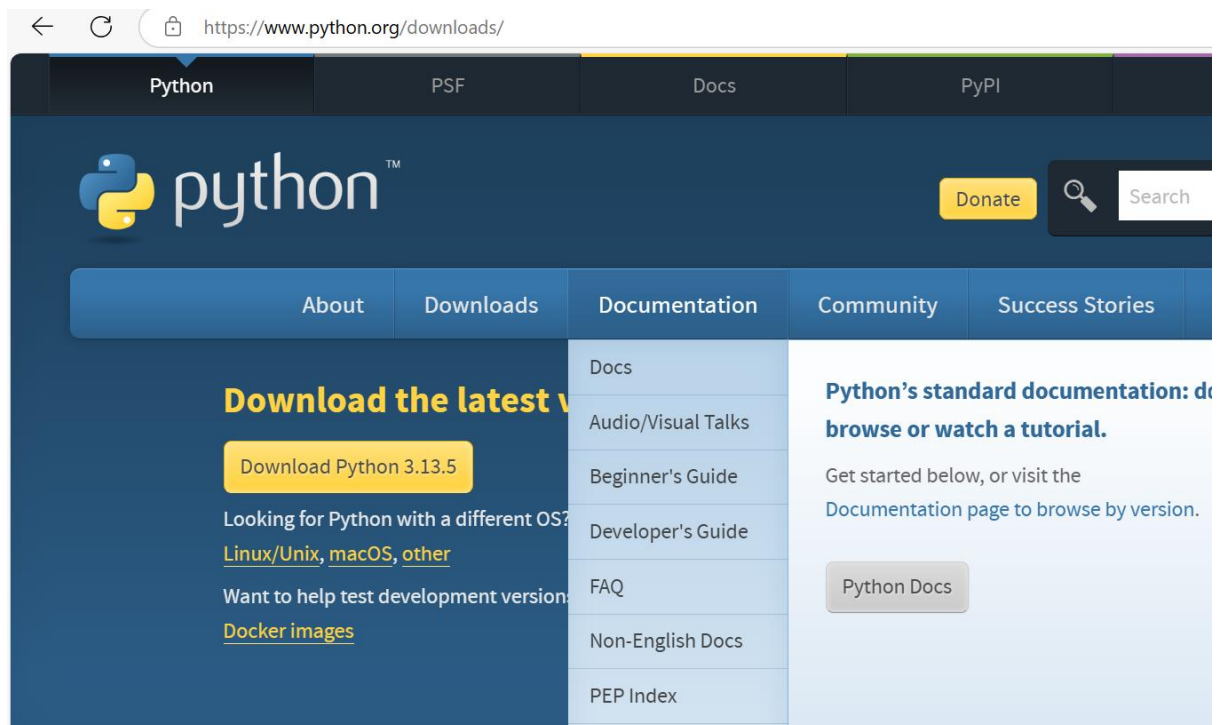 https://www.python.org/downloads/
Python PSF Docs PyPI
python™
Donate Search
About Downloads Documentation Community Success Stories
Download the latest
Download Python 3.13.5
Looking for Python with a different OS?
Linux/Unix, macOS, other
Want to help test development version
Docker images
Docs
Audio/Visual Talks
Beginner's Guide
Developer's Guide
FAQ
Non-English Docs
PEP Index
Python’s standard documentation:
browse or watch a tutorial.
Get started below, or visit the
Documentation page to browse by version.
Python Docs